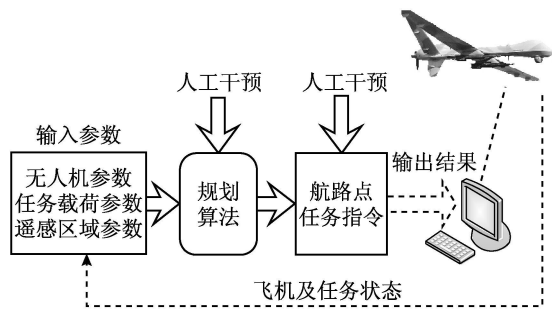 人工干预
人工干预
输入参数
无人机参数
任务载荷参数
遥感区域参数
规划
算法
航路点
任务指令
输出结果
飞机及任务状态